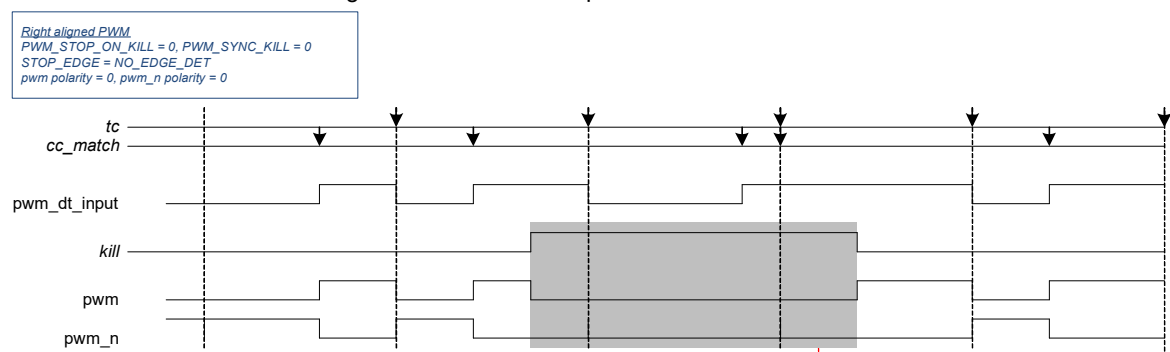 Right aligned PWM
PWM_STOP_ON_KILL = 0, PWM_SYNC_KILL = 0
STOP_EDGE = NO_EDGE_DET
pwm polarity = 0, pwm_n polarity = 0
tc
cc_match
pwm_dt_input
kill
pwm
pwm_n